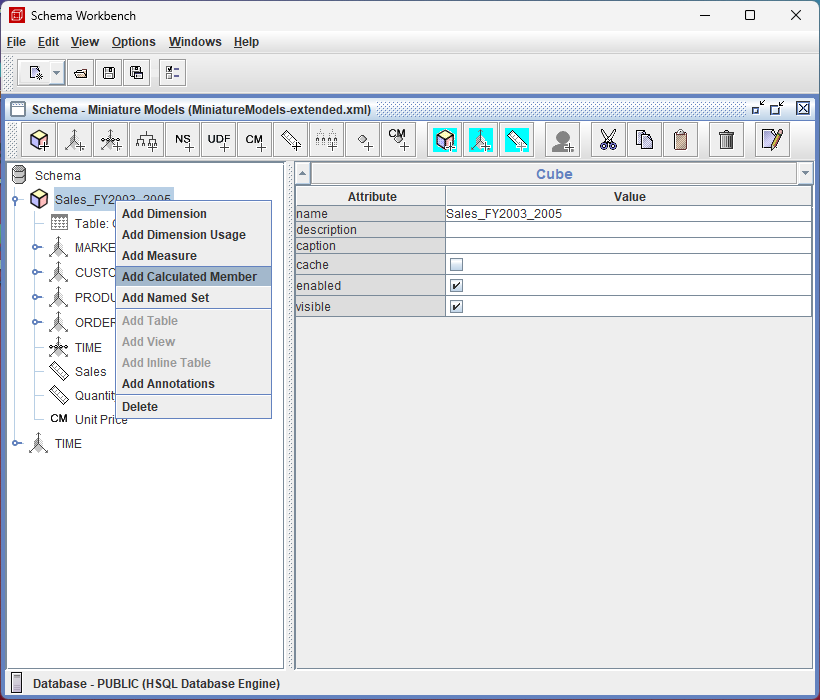 Schema Workbench
File Edit View Options Windows Help
Schema - Miniature Models (MiniatureModels-extended.xml)
NS UDF CM CM
Schema
Cube
Sales_FY2003_2005
Attribute Value
Table:
MARKE
CUSTO
PRODU
ORDER
TIME
Sales
Quantit
CM Unit Price
TIME
Add Dimension
Add Dimension Usage
Add Measure
Add Calculated Member
Add Named Set
Add Table
Add View
Add Inline Table
Add Annotations
Delete
name Sales_FY2003_2005
description
caption
cache
enabled
visible
Database - PUBLIC (HSQL Database Engine)